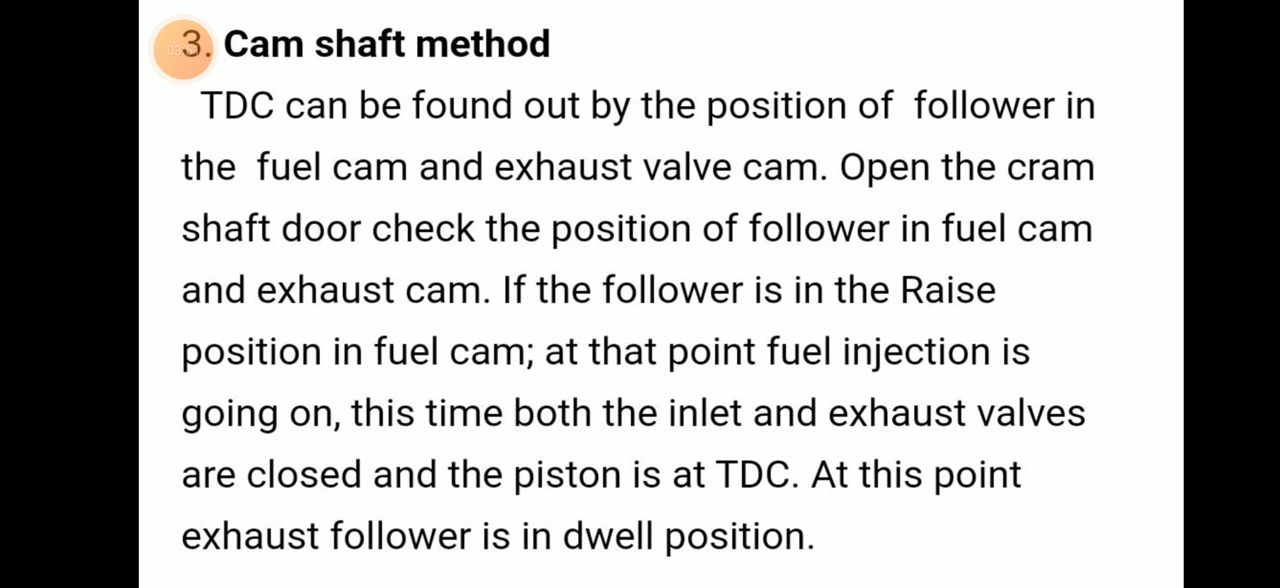 3. Cam shaft method
TDC can be found out by the position of follower in
the fuel cam and exhaust valve cam. Open the cram
shaft door check the position of follower in fuel cam
and exhaust cam. If the follower is in the Raise
position in fuel cam; at that point fuel injection is
going on, this time both the inlet and exhaust valves
are closed and the piston is at TDC. At this point
exhaust follower is in dwell position.